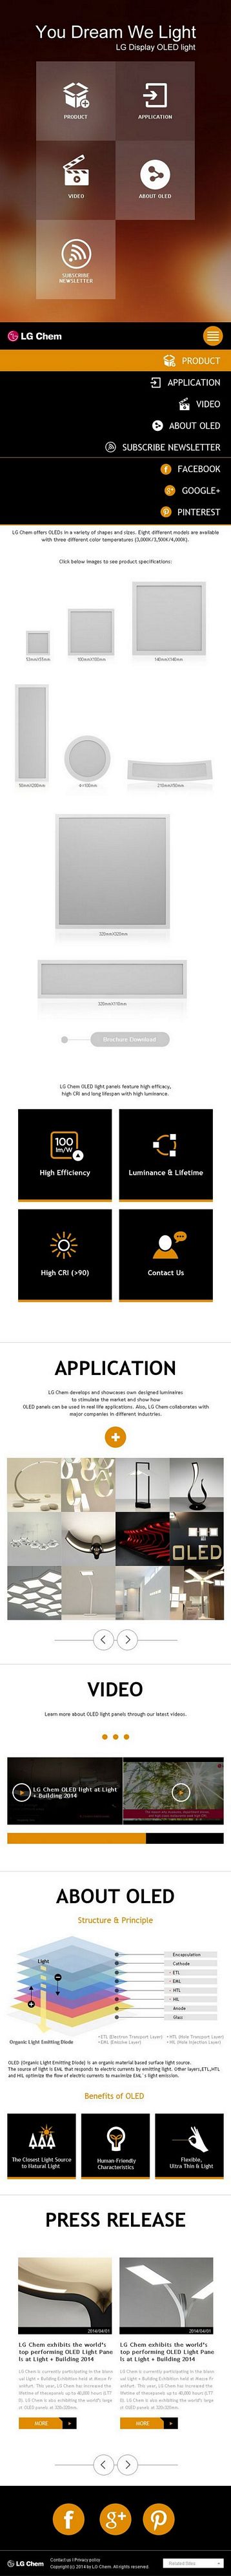 You Dream We Light
LG Display OLED light
PRODUCT
APPLICATION
VIDEO
ABOUT OLED
SUBSCRIBE
NEWSLETTER
LG Chem
PRODUCT
APPLICATION
VIDEO
ABOUT OLED
SUBSCRIBE NEWSLETTER
FACEBOOK
GOOGLE+
PINTEREST
LG Chem offers OLEDs in a variety of shapes and sizes. Eight different models are available
with three different color temperatures (3,000K/3,500K/4,000K).
Click below images to see product specifications:
53mmX55mm
100mmX100mm
140mmX140mm
320mmX320mm
Brochure Download
LG Chem OLED light panels feature high efficacy,
high CRI and long lifespan with high luminance.
100
lm/W
High Efficiency
Luminance & Lifetime
High CRI (>90)
Contact Us
APPLICATION
LG Chem develops and showcases own designed luminaires
to stimulate the market and show how
OLED panels can be used in real life applications. Also, LG Chem collaborates with
major companies in different industries.
OLED
VIDEO
Learn more about OLED light panels through our latest videos.
LG Chem OLED light at Light
+ Building 2014
ABOUT OLED
Structure & Principle
Light
Encapsulation
Cathode
ETL
EML
HTL
HIL
Anode
Glass
Organic Light Emitting Diode
•ETL (Electron Transport Layer) •HTL (Hole Transport Layer)
•EML (Emissive Layer) •HIL (Hole Injection Layer)
OLED (Organic Light Emitting Diode) is an organic material based surface light source.
The source of light is EML that responds to electric currents by emitting light. Other layers,ETL,HTL
and HIL optimize the flow of electric currents to maximize EML's light emission.
Benefits of OLED
The Closest Light Source
to Natural Light
Human-Friendly
Characteristics
Flexible,
Ultra Thin & Light
PRESS RELEASE
2014/04/01
2014/04/01
LG Chem exhibits the world's
top performing OLED Light Pane
ls at Light + Building 2014
LG Chem exhibits the world's
top performing OLED Light Pane
ls at Light + Building 2014
MORE
MORE
LG Chem
Contact us | Privacy policy
Copyright (c) 2014 by LG Chem. All rights reserved.
Related Sites